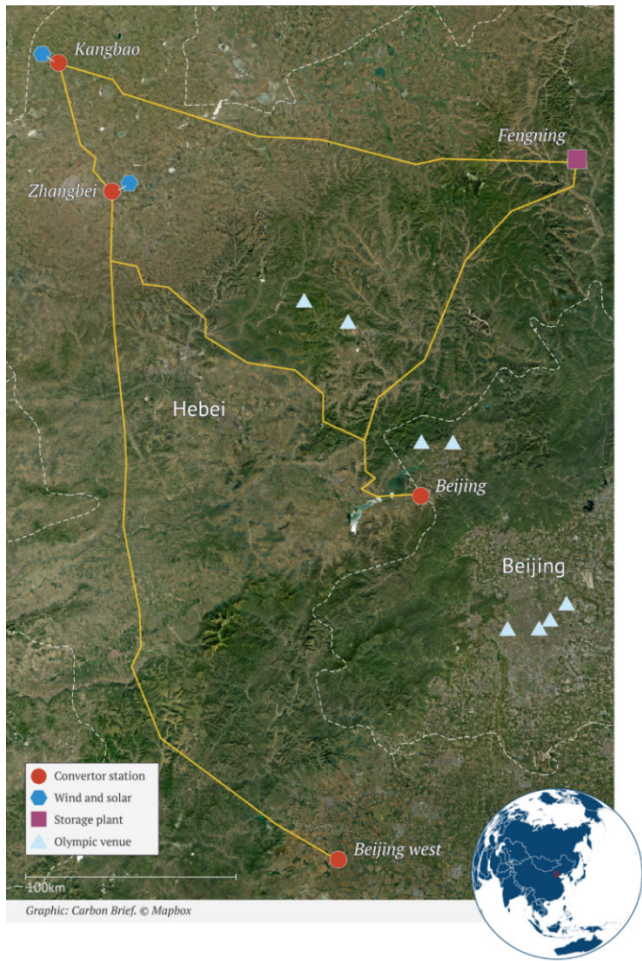 Kangbao
Fengning
Zhangbei
Hebei
Beijing
Beijing
Convertor station
Wind and solar
Storage plant
Olympic venue
Beijing west
100km
Graphic: Carbon Brief. © Mapbox